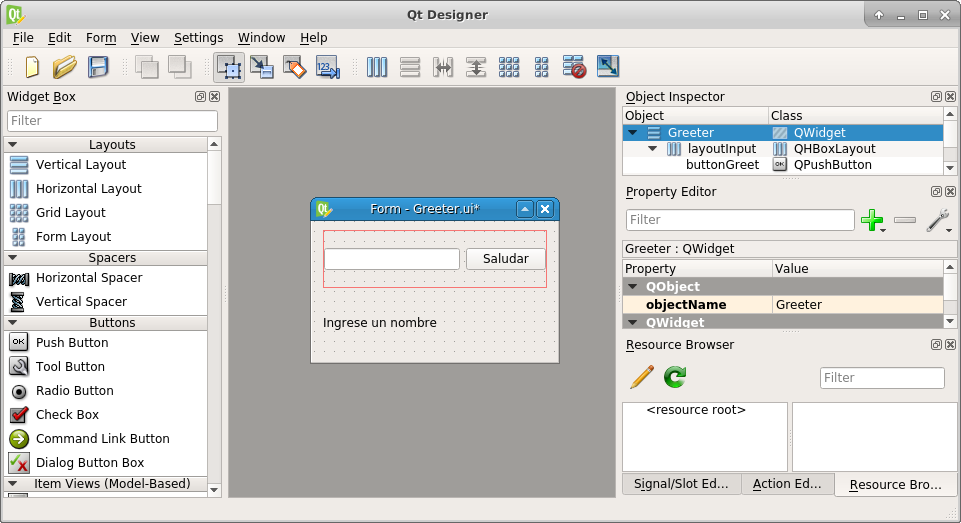 Qt Designer
File Edit Form View Settings Window Help
Widget Box
Filter
Layouts
Vertical Layout
Horizontal Layout
Grid Layout
Form Layout
Spacers
Horizontal Spacer
Vertical Spacer
Buttons
OK Push Button
Tool Button
Radio Button
Check Box
Command Link Button
Dialog Button Box
Item Views (Model-Based)
Form - Greeter.ui*
Saludar
Ingrese un nombre
Object Inspector
Object Class
Greeter QWidget
layoutInput QHBoxLayout
buttonGreet OK QPushButton
Property Editor
Filter
Greeter : QWidget
Property Value
QObject
objectName Greeter
QWidget
Resource Browser
Filter
<resource root>
Signal/Slot Ed... Action Ed... Resource Bro...